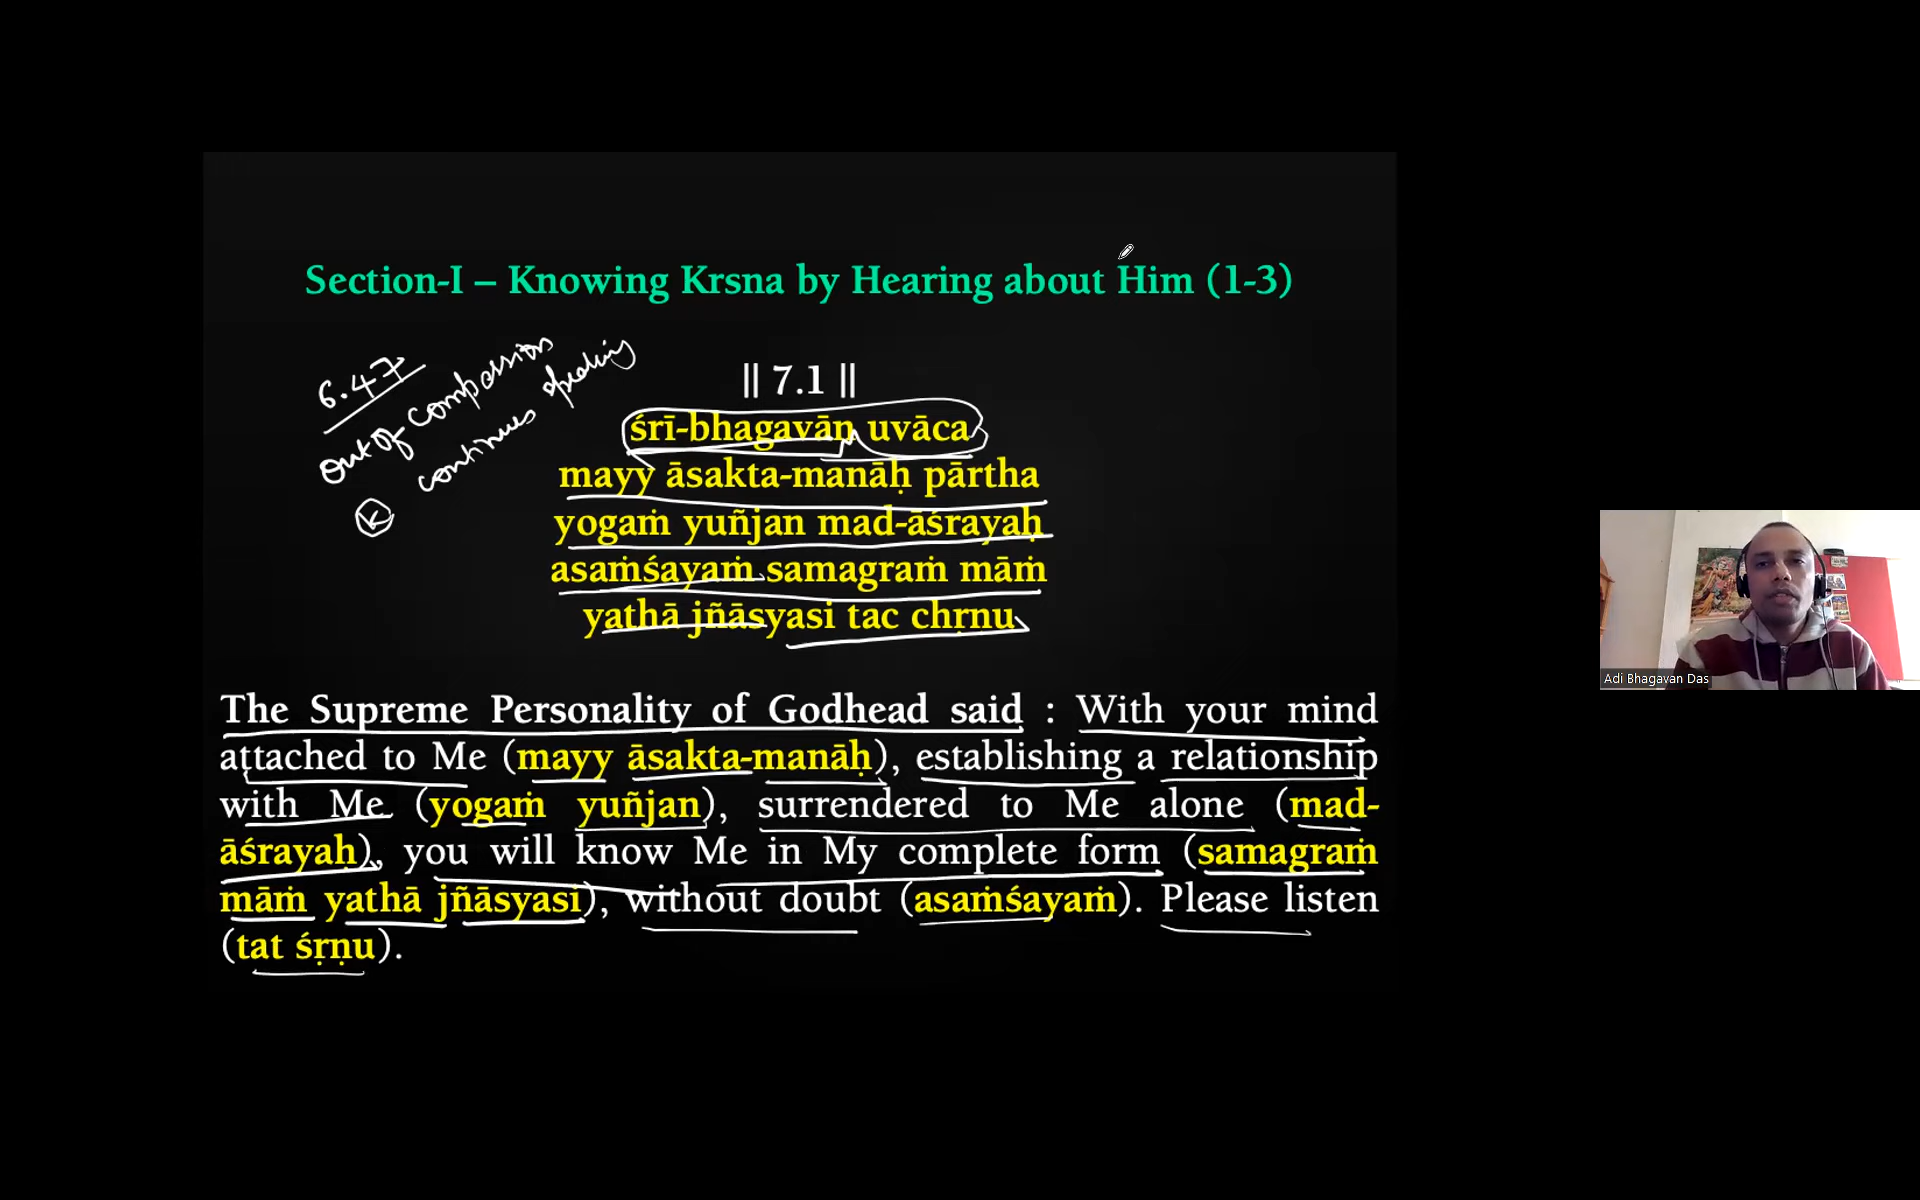 Section-I – Knowing Krsna by Hearing about Him (1-3)
6.47
out of compassion
continues speaking
K
|| 7.1 ||
śrī-bhagavān uvāca
mayy āsakta-manāḥ pārtha
yogaṁ yuñjan mad-āśrayaḥ
asaṁśayaṁ samagraṁ māṁ
yathā jñāsyasi tac chṛṇu
The Supreme Personality of Godhead said : With your mind
attached to Me (mayy āsakta-manāḥ), establishing a relationship
with Me (yogaṁ yuñjan), surrendered to Me alone (mad-
āśrayaḥ), you will know Me in My complete form (samagraṁ
māṁ yathā jñāsyasi), without doubt (asaṁśayaṁ). Please listen
(tat śṛṇu).
Adi Bhagavan Das